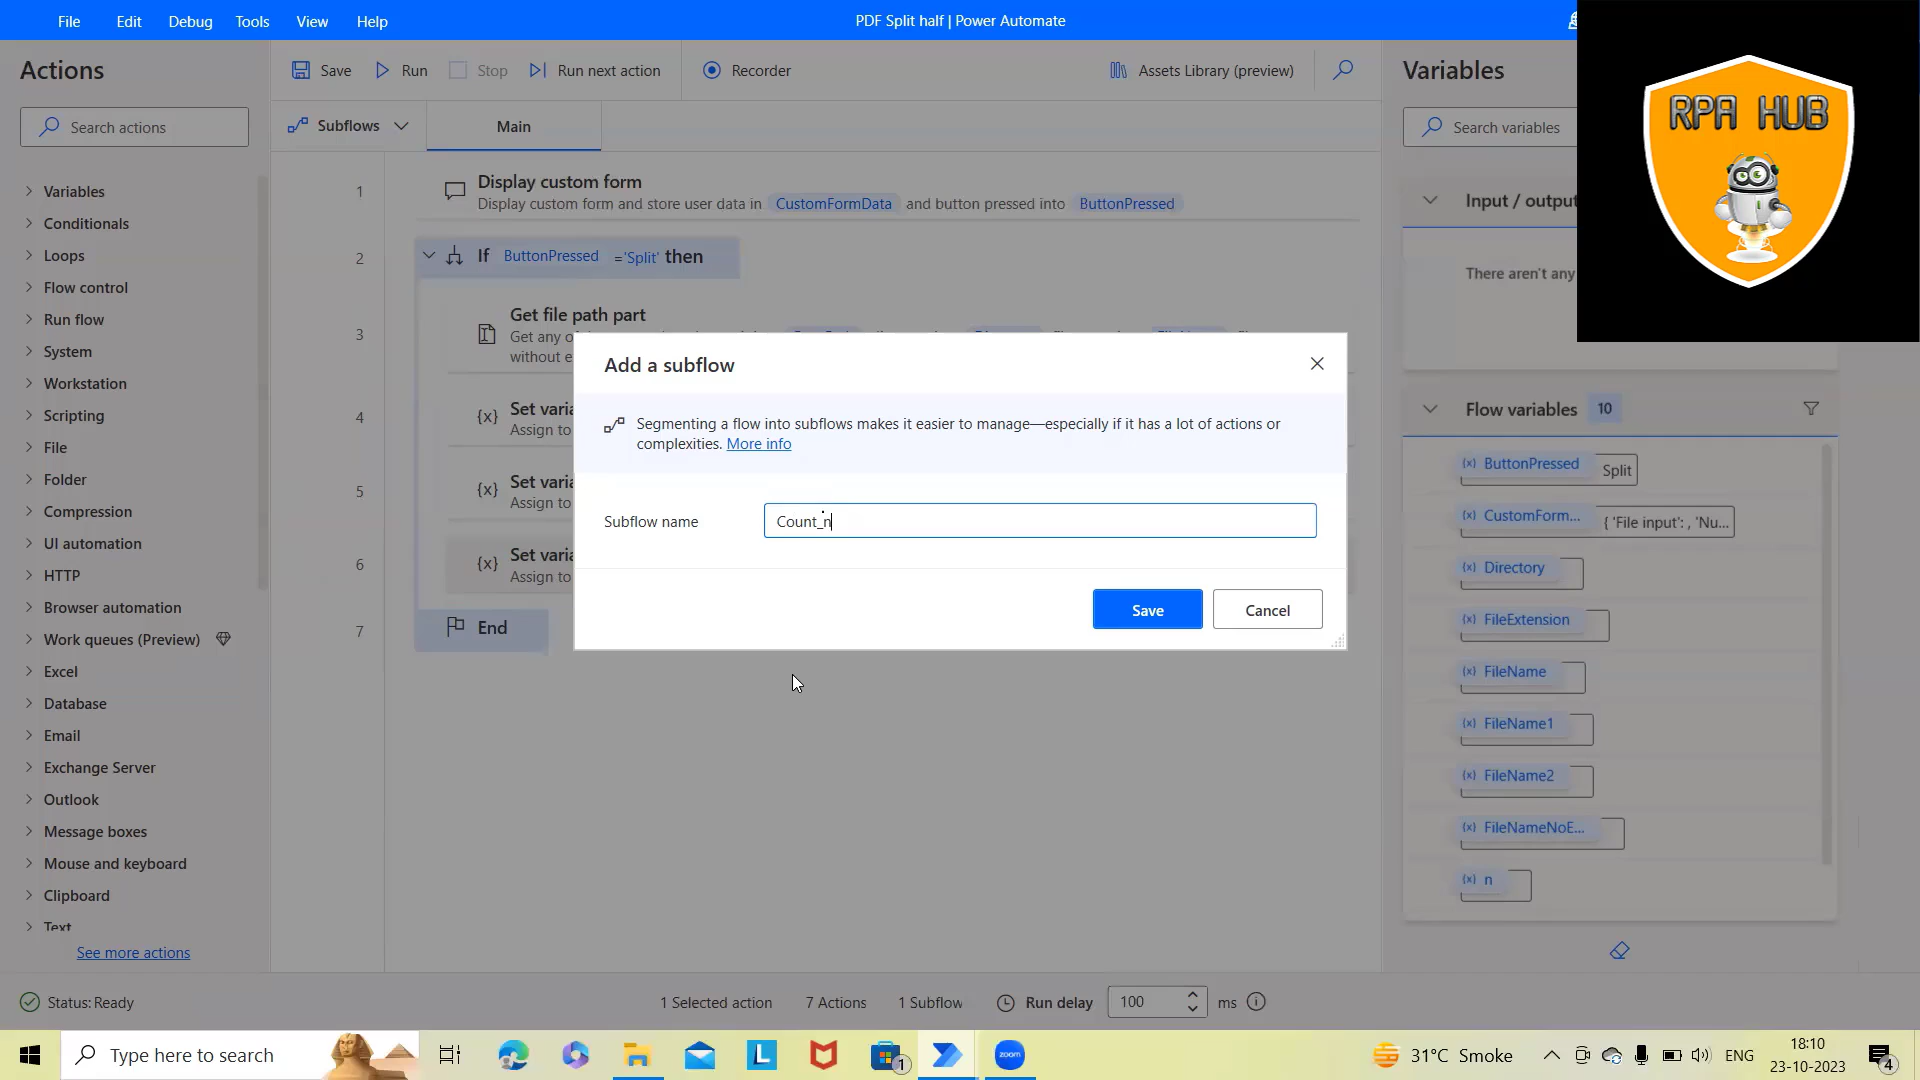 File Edit Debug Tools View Help
PDF Split half | Power Automate
RPA HUB
Actions
Search actions
Variables
Conditionals
Loops
Flow control
Run flow
System
Workstation
Scripting
File
Folder
Compression
UI automation
HTTP
Browser automation
Work queues (Preview)
Excel
Database
Email
Exchange Server
Outlook
Message boxes
Mouse and keyboard
Clipboard
Text
See more actions
Save Run Stop Run next action Recorder Assets Library (preview)
Subflows Main
1 Display custom form
Display custom form and store user data in CustomFormData and button pressed into ButtonPressed
2 If ButtonPressed ='Split' then
3 Get file path part
Get any o
without e
4 Set varia
Assign to
5 Set varia
Assign to
6 Set varia
Assign to
7 End
Add a subflow
Segmenting a flow into subflows makes it easier to manage—especially if it has a lot of actions or
complexities. More info
Subflow name Count_n
Save Cancel
Variables
Search variables
Input / output
There aren't any
Flow variables 10
ButtonPressed Split
CustomForm... { 'File input': , 'Nu...
Directory
FileExtension
FileName
FileName1
FileName2
FileNameNoE...
n
Status: Ready 1 Selected action 7 Actions 1 Subflow Run delay 100 ms
Type here to search
1
zoom
31°C Smoke
ENG
18:10
23-10-2023
4